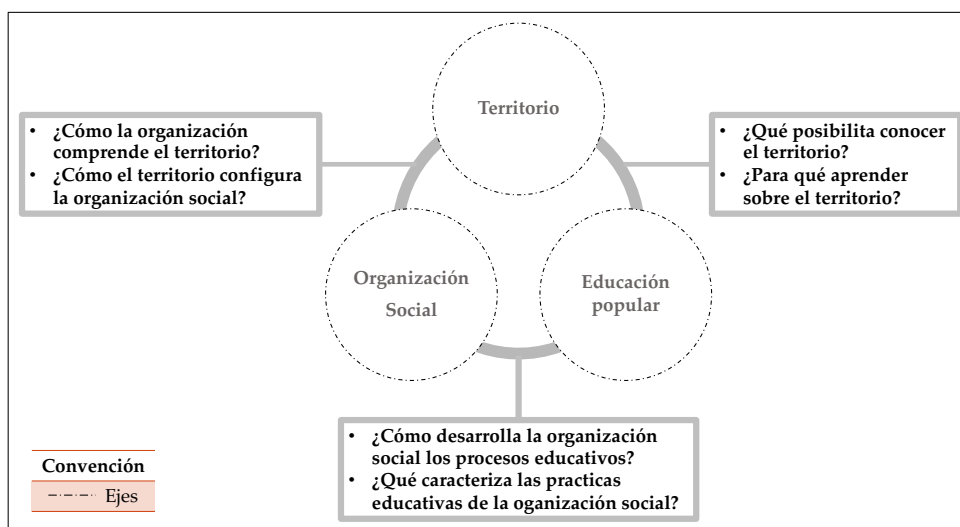 Territorio
• ¿Cómo la organización
comprende el territorio?
• ¿Cómo el territorio configura
la organización social?
• ¿Qué posibilita conocer
el territorio?
• ¿Para qué aprender
sobre el territorio?
Organización
Social
Educación
popular
• ¿Cómo desarrolla la organización
social los procesos educativos?
• ¿Qué caracteriza las practicas
educativas de la oganización social?
Convención
Ejes